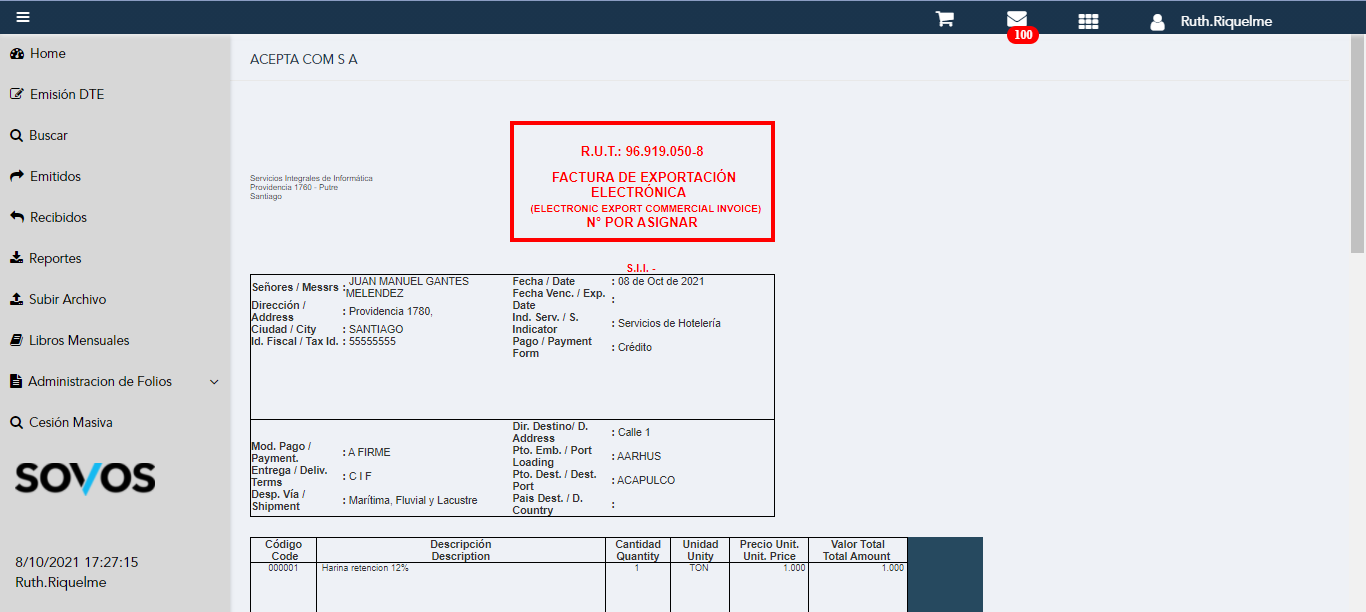 100
Ruth.Riquelme
Home
Emisión DTE
Buscar
Emitidos
Recibidos
Reportes
Subir Archivo
Libros Mensuales
Administracion de Folios
Cesión Masiva
SOVOS
8/10/2021 17:27:15
Ruth.Riquelme
ACEPTA COM S A
Servicios Integrales de Informática
Providencia 1760 - Putre
Santiago
R.U.T.: 96.919.050-8
FACTURA DE EXPORTACIÓN
ELECTRÓNICA
(ELECTRONIC EXPORT COMMERCIAL INVOICE)
N° POR ASIGNAR
S.I.I. -
Señores / Messrs : JUAN MANUEL GANTES
MELENDEZ
Dirección /
Address : Providencia 1780,
Ciudad / City : SANTIAGO
Id. Fiscal / Tax Id. : 55555555
Fecha / Date : 08 de Oct de 2021
Fecha Venc. / Exp.
Date :
Ind. Serv. / S.
Indicator : Servicios de Hotelería
Pago / Payment
Form : Crédito
Mod. Pago /
Payment. : A FIRME
Entrega / Deliv.
Terms : C I F
Desp. Vía /
Shipment : Marítima, Fluvial y Lacustre
Dir. Destino/ D.
Address : Calle 1
Pto. Emb. / Port
Loading : AARHUS
Pto. Dest. / Dest.
Port : ACAPULCO
Pais Dest. / D.
Country :
Código Descripción Cantidad Unidad Precio Unit. Valor Total
Code Description Quantity Unity Unit. Price Total Amount
000001 Harina retencion 12% 1 TON 1.000 1.000